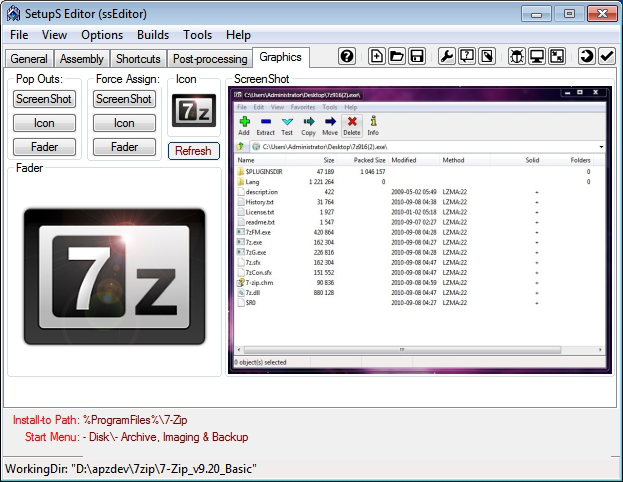 SetupS Editor (ssEditor)
File View Options Builds Tools Help
General Assembly Shortcuts Post-processing Graphics
Pop Outs: Force Assign: Icon ScreenShot
ScreenShot ScreenShot
Icon Icon
Fader Fader Refresh
7z
Fader
7z
C:\Users\Administrator\Desktop\7z916(2).exe\
File Edit View Favorites Tools Help
Add Extract Test Copy Move Delete Info
C:\Users\Administrator\Desktop\7z916(2).exe\
Name Size Packed Size Modified Method Solid Folders
$PLUGINSDIR 47 189 1 046 157 0
Lang 1 221 264 0 0
descript.ion 422 2009-05-02 05:49 LZMA:22 +
History.txt 31 764 2010-09-08 04:38 LZMA:22 +
License.txt 1 927 2010-01-02 05:18 LZMA:22 +
readme.txt 1 547 2010-09-07 02:27 LZMA:22 +
7zFM.exe 420 864 2010-09-08 04:28 LZMA:22 +
7z.exe 162 304 2010-09-08 04:27 LZMA:22 +
7zG.exe 226 816 2010-09-08 04:28 LZMA:22 +
7z.sfx 162 304 2010-09-08 04:47 LZMA:22 +
7zCon.sfx 151 552 2010-09-08 04:47 LZMA:22 +
7-zip.chm 90 836 2010-09-08 04:59 LZMA:22 +
7z.dll 880 128 2010-09-08 04:27 LZMA:22 +
$R0 LZMA:22
0 object(s) selected
Install-to Path: %ProgramFiles%\7-Zip
Start Menu: - Disk\- Archive, Imaging & Backup
WorkingDir: "D:\apzdev\7zip\7-Zip_v9.20_Basic"